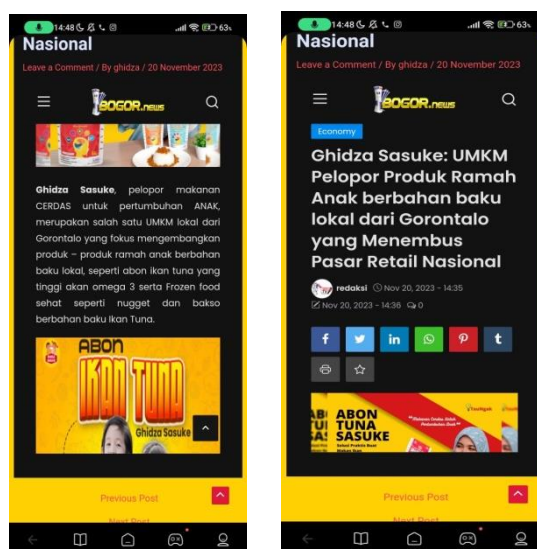 14:48
63%
Nasional
Leave a Comment / By ghidza / 20 November 2023
BOGOR.news
Ghidza Sasuke, pelopor makanan
CERDAS untuk pertumbuhan ANAK,
merupakan salah satu UMKM lokal dari
Gorontalo yang fokus mengembangkan
produk – produk ramah anak berbahan
baku lokal, seperti abon ikan tuna yang
tinggi akan omega 3 serta Frozen food
sehat seperti nugget dan bakso
berbahan baku Ikan Tuna.
ABON
IKAN TUNA
Ghidza Sasuke
Previous Post
Next Post
14:48
63%
Nasional
Leave a Comment / By ghidza / 20 November 2023
BOGOR.news
Economy
Ghidza Sasuke: UMKM
Pelopor Produk Ramah
Anak berbahan baku
lokal dari Gorontalo
yang Menembus
Pasar Retail Nasional
redaksi Nov 20, 2023 - 14:35
Nov 20, 2023 - 14:36 0
ABON
TUNA
SASUKE
Previous Post
Next Post